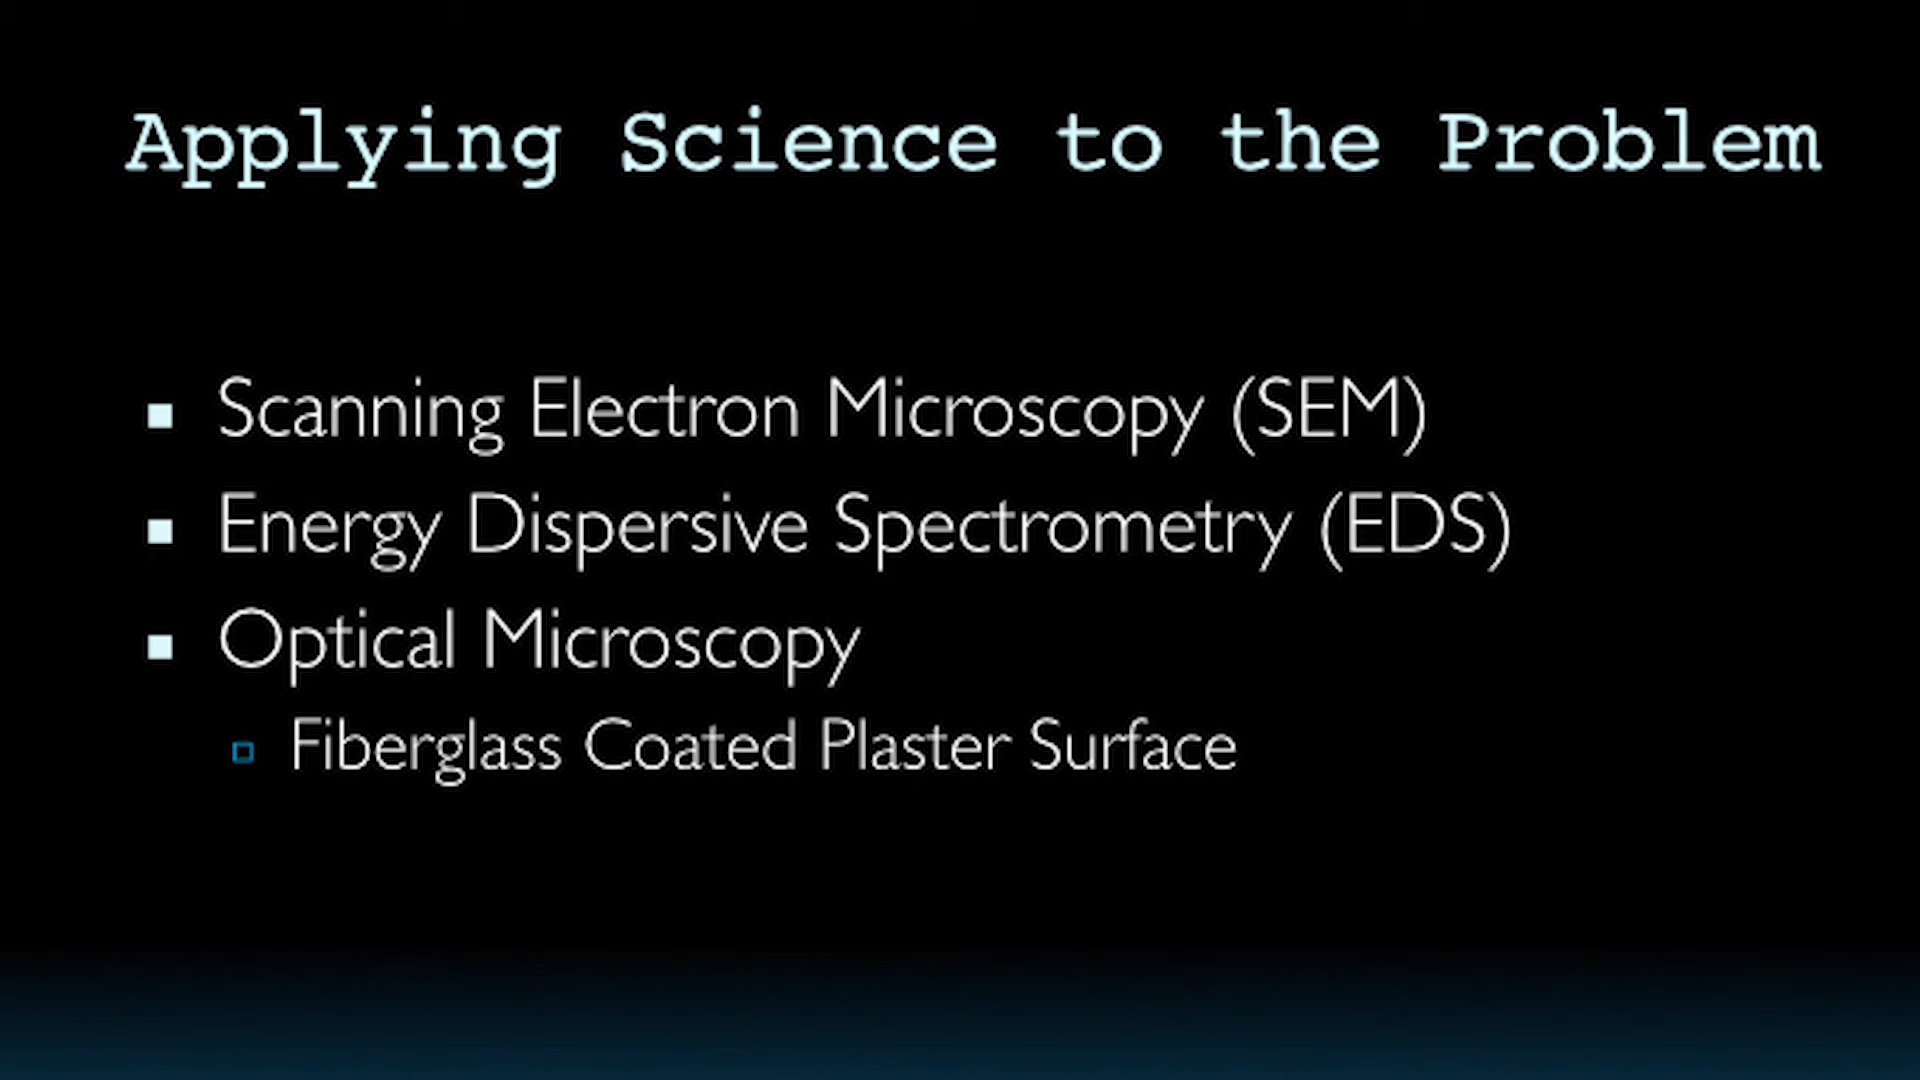 Applying Science to the Problem
Scanning Electron Microscopy (SEM)
Energy Dispersive Spectrometry (EDS)
Optical Microscopy
Fiberglass Coated Plaster Surface